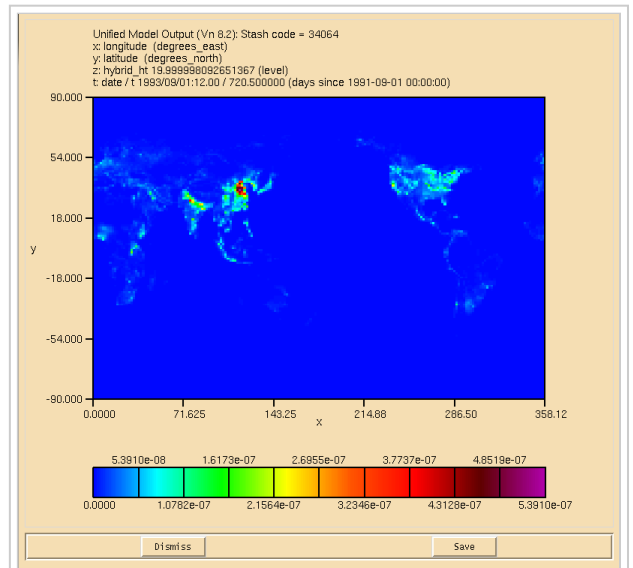 Unified Model Output (Vn 8.2): Stash code = 34064
x: longitude (degrees_east)
y: latitude (degrees_north)
z: hybrid_ht 19.999998092651367 (level)
t: date / t 1993/09/01:12.00 / 720.500000 (days since 1991-09-01 00:00:00)
90.000
54.000
18.000
y
-18.000
-54.000
-90.000
0.0000 71.625 143.25 214.88 286.50 358.12
x
5.3910e-08 1.6173e-07 2.6955e-07 3.7737e-07 4.8519e-07
0.0000 1.0782e-07 2.1564e-07 3.2346e-07 4.3128e-07 5.3910e-07
Dismiss Save